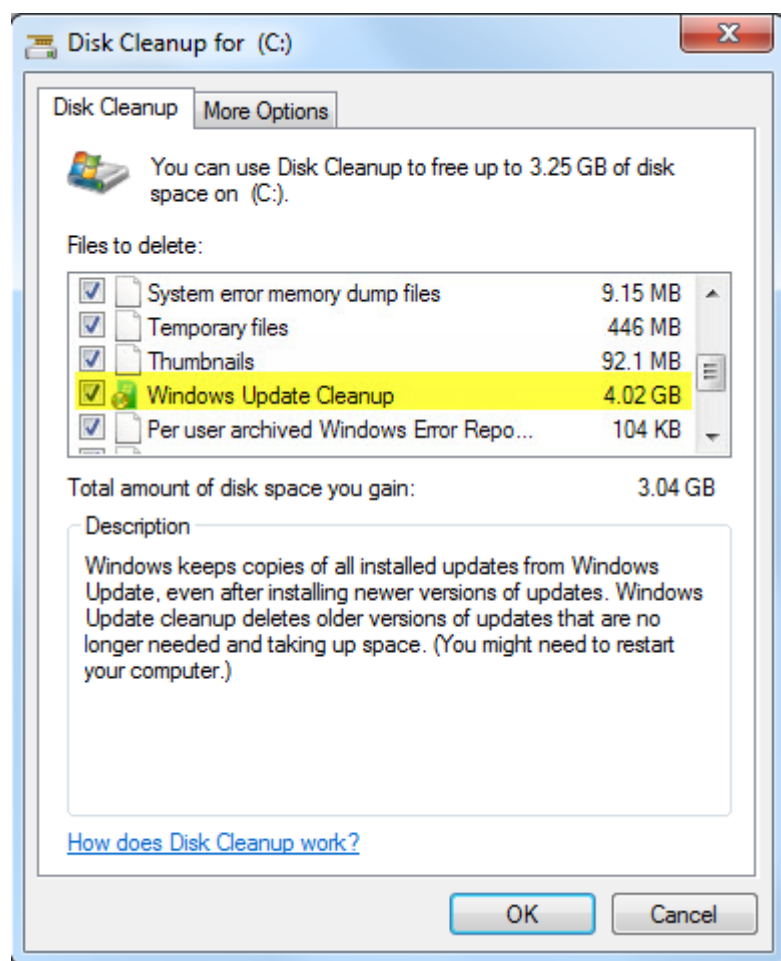 Disk Cleanup for (C:)
Disk Cleanup
More Options
You can use Disk Cleanup to free up to 3.25 GB of disk
space on (C:).
Files to delete:
System error memory dump files 9.15 MB
Temporary files 446 MB
Thumbnails 92.1 MB
Windows Update Cleanup 4.02 GB
Per user archived Windows Error Repo... 104 KB
Total amount of disk space you gain: 3.04 GB
Description
Windows keeps copies of all installed updates from Windows
Update, even after installing newer versions of updates. Windows
Update cleanup deletes older versions of updates that are no
longer needed and taking up space. (You might need to restart
your computer.)
How does Disk Cleanup work?
OK
Cancel